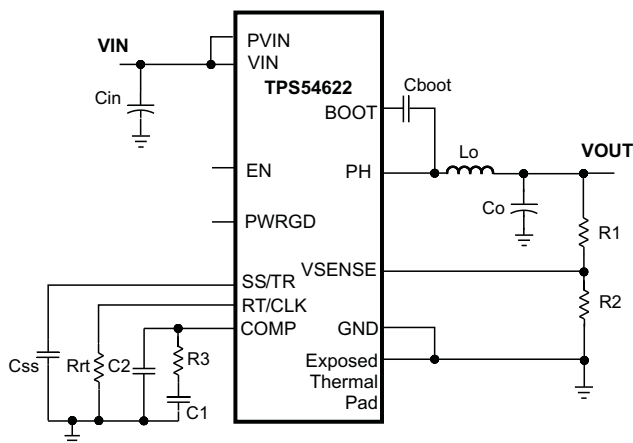 VIN
Cin
PVIN
VIN
TPS54622
BOOT
Cboot
EN
PH
Lo
VOUT
Co
R1
PWRGD
VSENSE
R2
SS/TR
RT/CLK
COMP
GND
Css
Rrt
C2
R3
C1
Exposed
Thermal
Pad